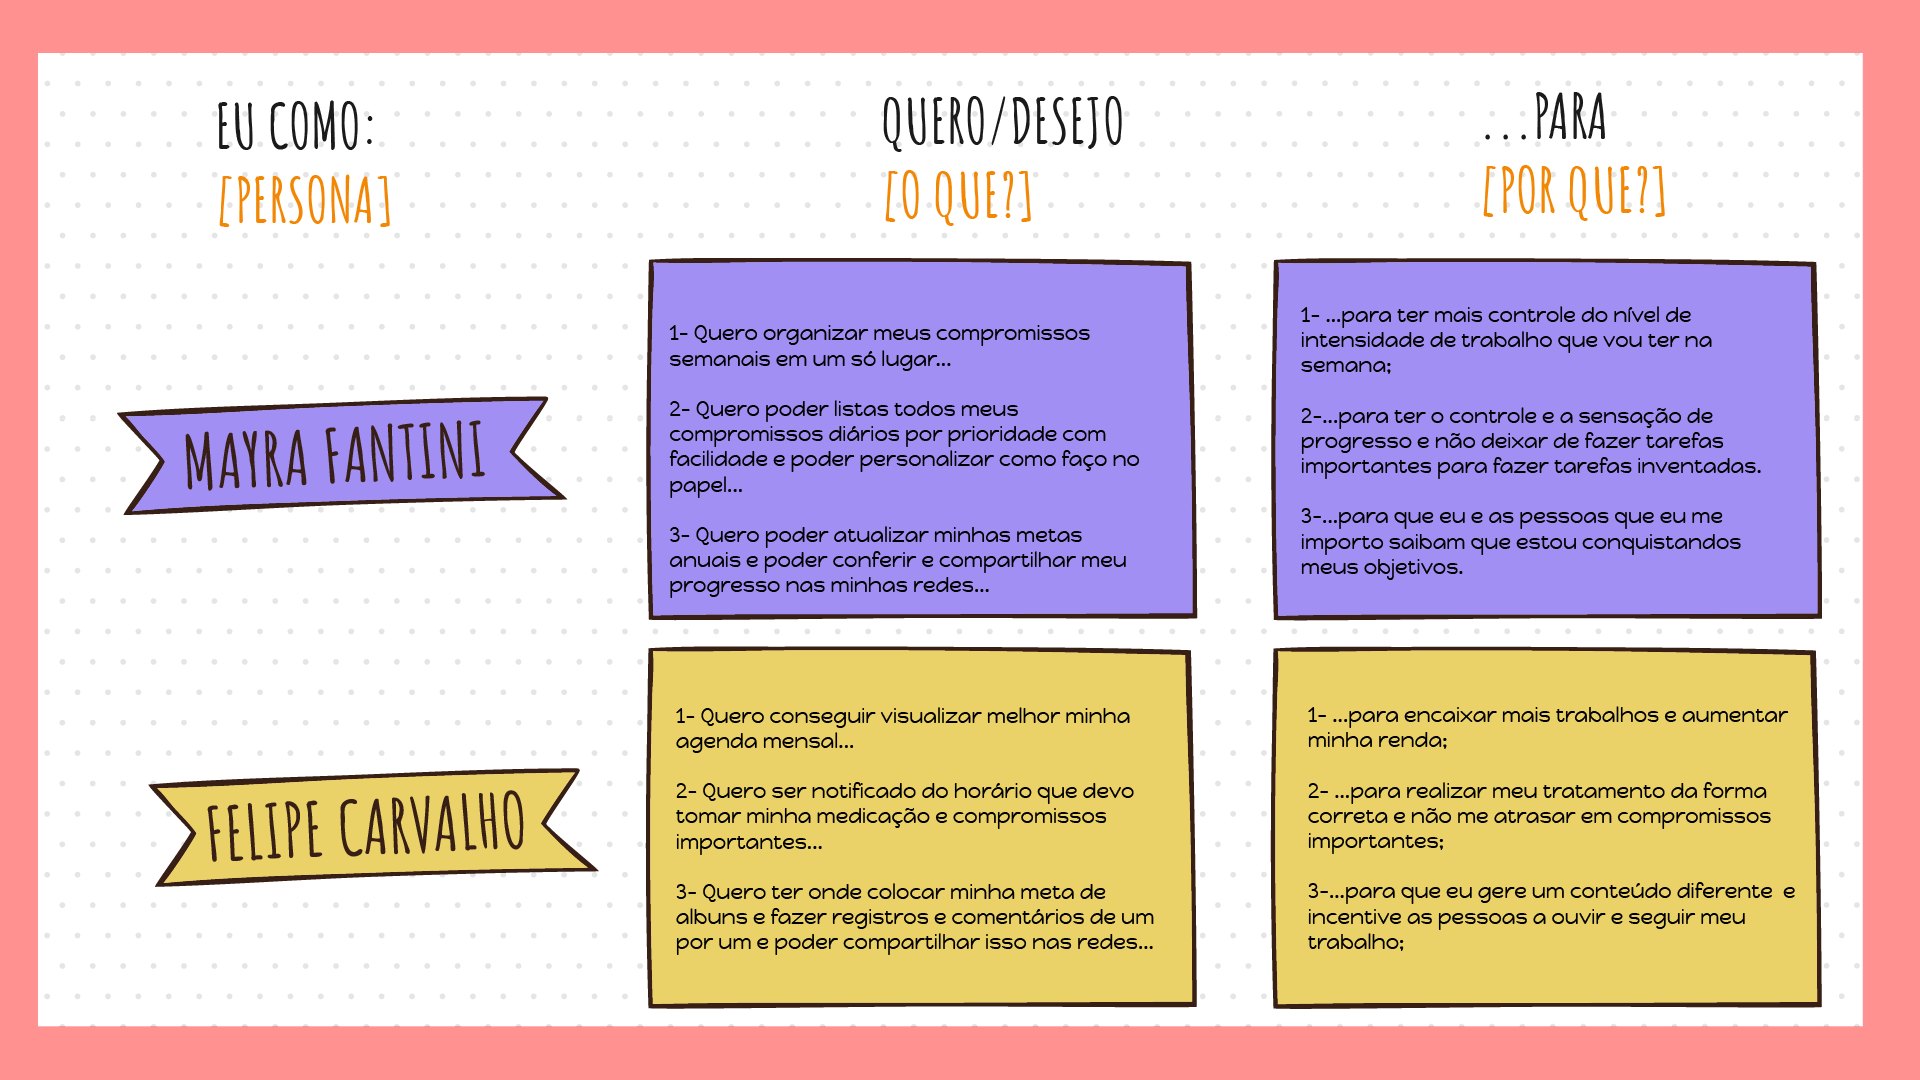 EU COMO:
[PERSONA]
QUERO/DESEJO
[O QUE?]
...PARA
[POR QUE?]
MAYRA FANTINI
1- Quero organizar meus compromissos
semanais em um só lugar...
2- Quero poder listas todos meus
compromissos diários por prioridade com
facilidade e poder personalizar como faço no
papel...
3- Quero poder atualizar minhas metas
anuais e poder conferir e compartilhar meu
progresso nas minhas redes...
1- ...para ter mais controle do nível de
intensidade de trabalho que vou ter na
semana;
2-...para ter o controle e a sensação de
progresso e não deixar de fazer tarefas
importantes para fazer tarefas inventadas.
3-...para que eu e as pessoas que eu me
importo saibam que estou conquistandos
meus objetivos.
FELIPE CARVALHO
1- Quero conseguir visualizar melhor minha
agenda mensal...
2- Quero ser notificado do horário que devo
tomar minha medicação e compromissos
importantes...
3- Quero ter onde colocar minha meta de
albuns e fazer registros e comentários de um
por um e poder compartilhar isso nas redes...
1- ...para encaixar mais trabalhos e aumentar
minha renda;
2- ...para realizar meu tratamento da forma
correta e não me atrasar em compromissos
importantes;
3-...para que eu gere um conteúdo diferente  e
incentive as pessoas a ouvir e seguir meu
trabalho;